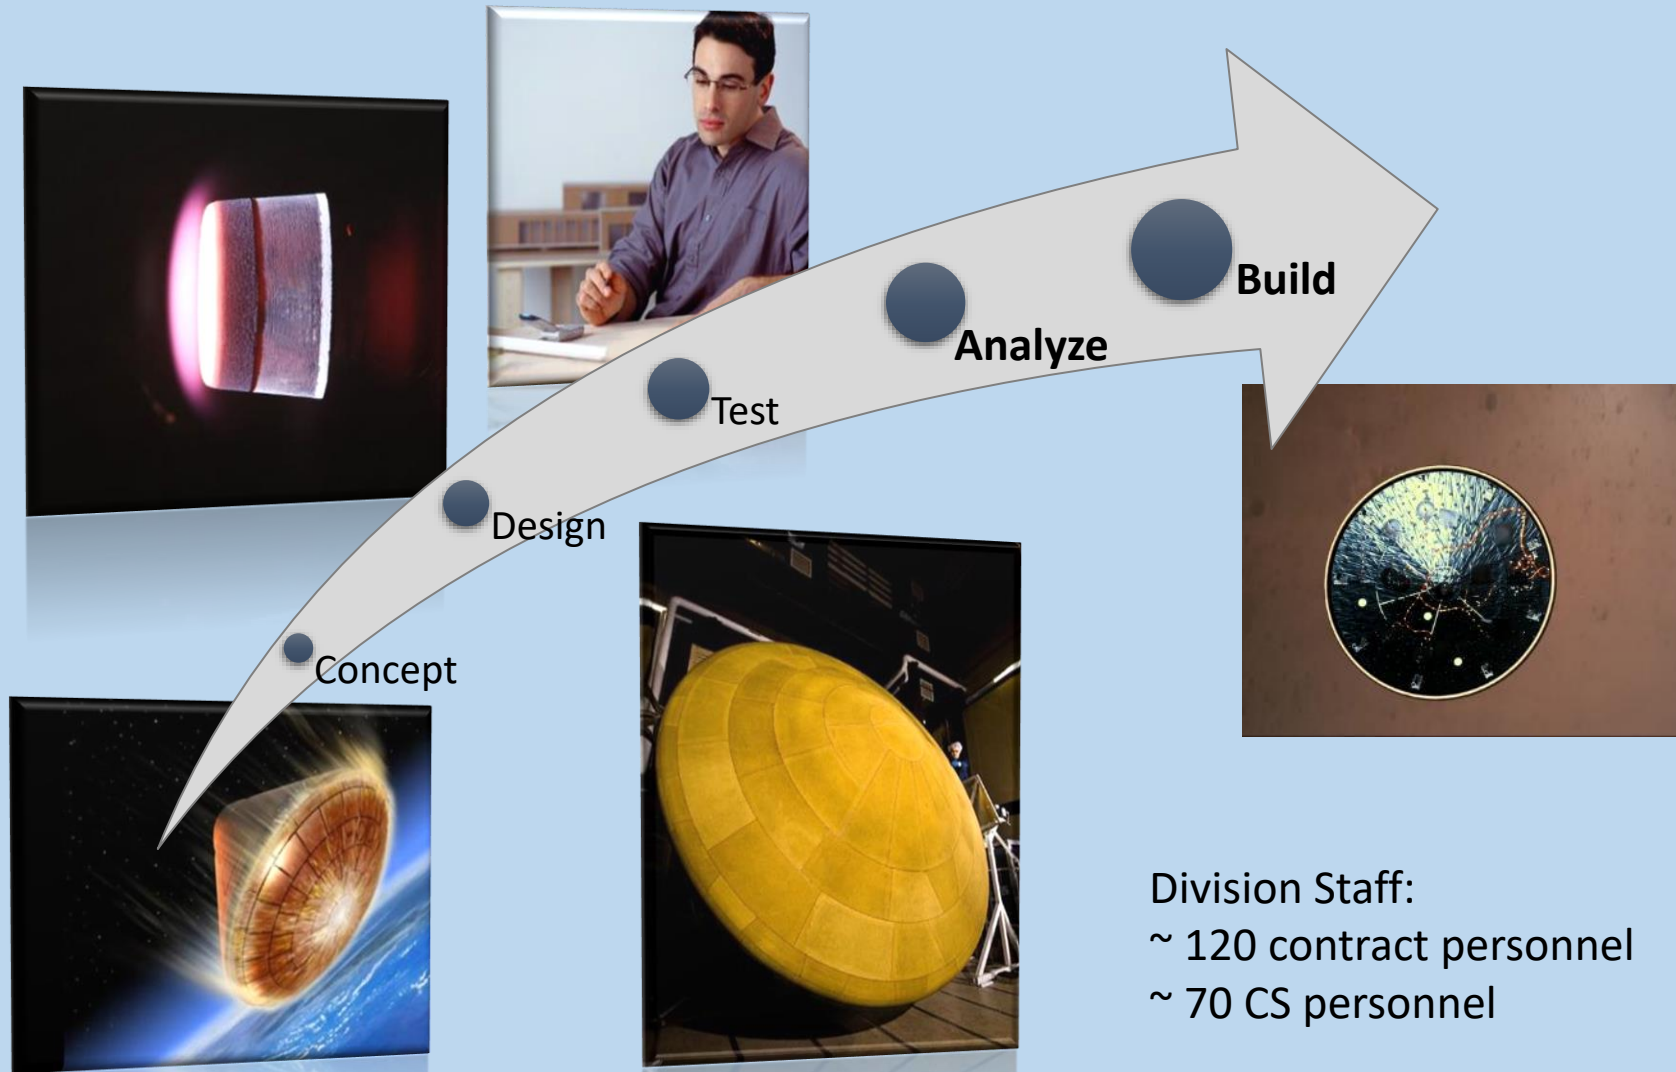 Build
Analyze
Test
Design
Concept
Division Staff:
~ 120 contract personnel
~ 70 CS personnel